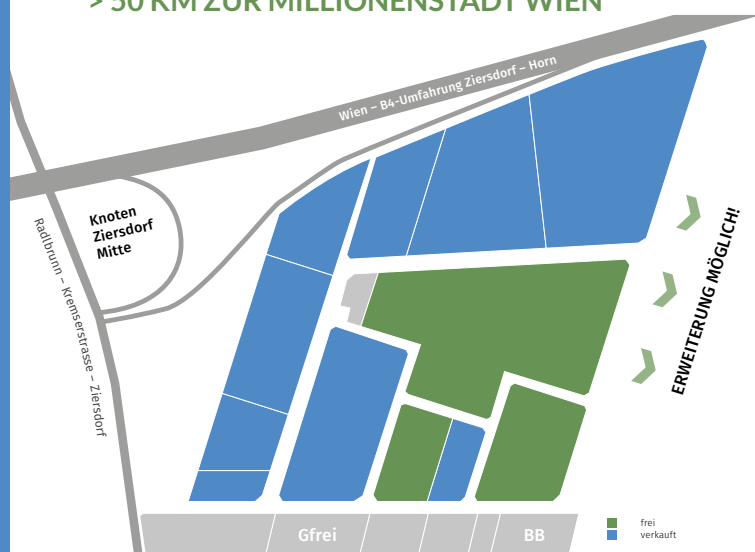 > 50 KM ZUR MILLIONENSTADT WIEN
Wien – B4-Umfahrung Ziersdorf – Horn
Knoten
Ziersdorf
Mitte
Radlbrunn – Kremserstrasse – Ziersdorf
ERWEITERUNG MÖGLICH!
Gfrei
BB
frei
verkauft